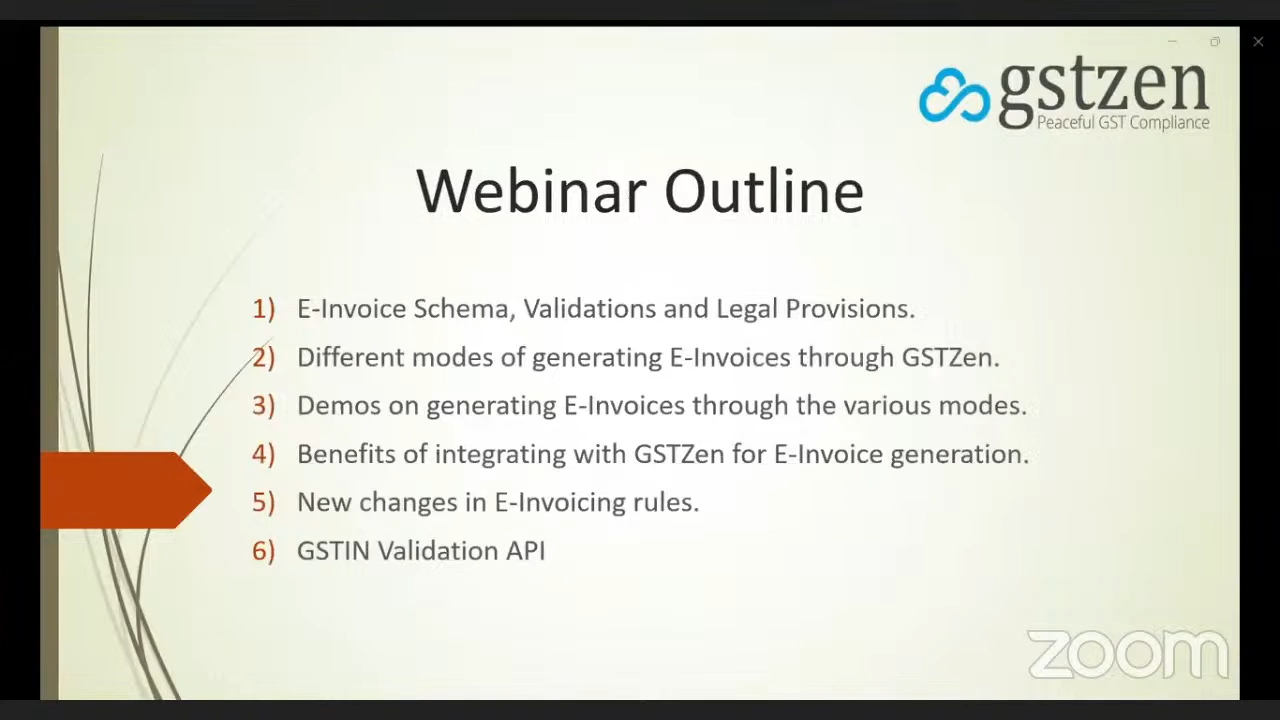 gstzen
Peaceful GST Compliance
Webinar Outline
1) E-Invoice Schema, Validations and Legal Provisions.
2) Different modes of generating E-Invoices through GSTZen.
3) Demos on generating E-Invoices through the various modes.
4) Benefits of integrating with GSTZen for E-Invoice generation.
5) New changes in E-Invoicing rules.
6) GSTIN Validation API
zoom